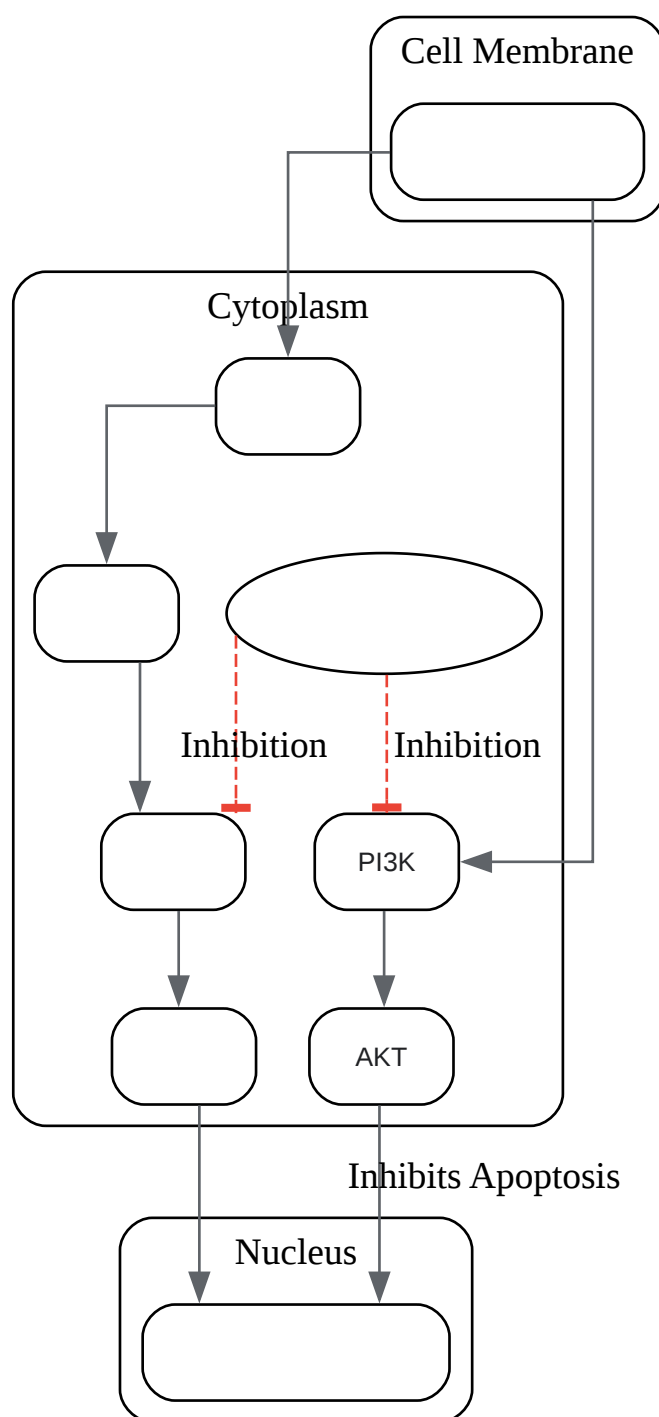 Cell Membrane
Cytoplasm
Inhibition
Inhibition
PI3K
AKT
Inhibits Apoptosis
Nucleus